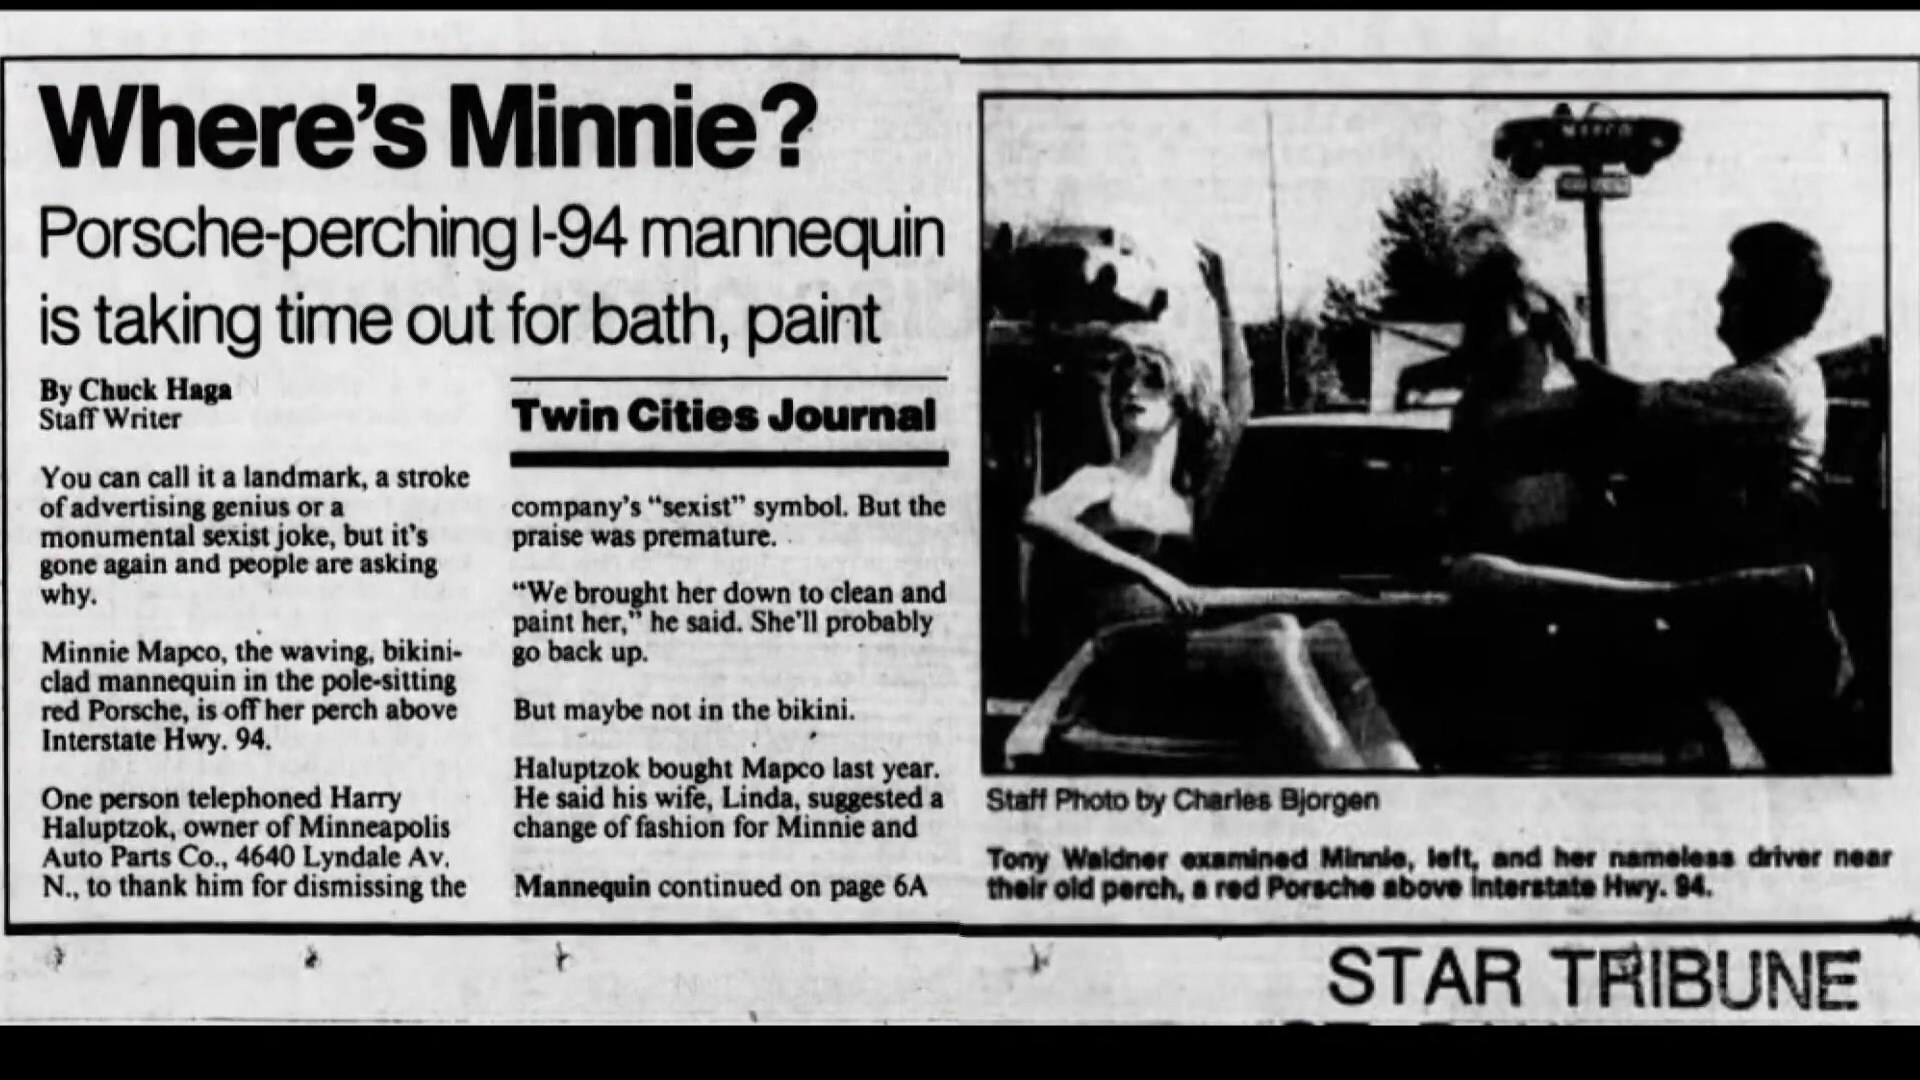 Where's Minnie?
Porsche-perching I-94 mannequin
is taking time out for bath, paint
By Chuck Haga
Staff Writer
You can call it a landmark, a stroke
of advertising genius or a
monumental sexist joke, but it's
gone again and people are asking
why.
Minnie Mapco, the waving, bikini-
clad mannequin in the pole-sitting
red Porsche, is off her perch above
Interstate Hwy. 94.
One person telephoned Harry
Haluptzok, owner of Minneapolis
Auto Parts Co., 4640 Lyndale Av.
N., to thank him for dismissing the
Twin Cities Journal
company's “sexist” symbol. But the
praise was premature.
“We brought her down to clean and
paint her,” he said. She'll probably
go back up.
But maybe not in the bikini.
Haluptzok bought Mapco last year.
He said his wife, Linda, suggested a
change of fashion for Minnie and
Mannequin continued on page 6A
MAPCO
Staff Photo by Charles Bjorgen
Tony Waldner examined Minnie, left, and her nameless driver near
their old perch, a red Porsche above Interstate Hwy. 94.
STAR TRIBUNE